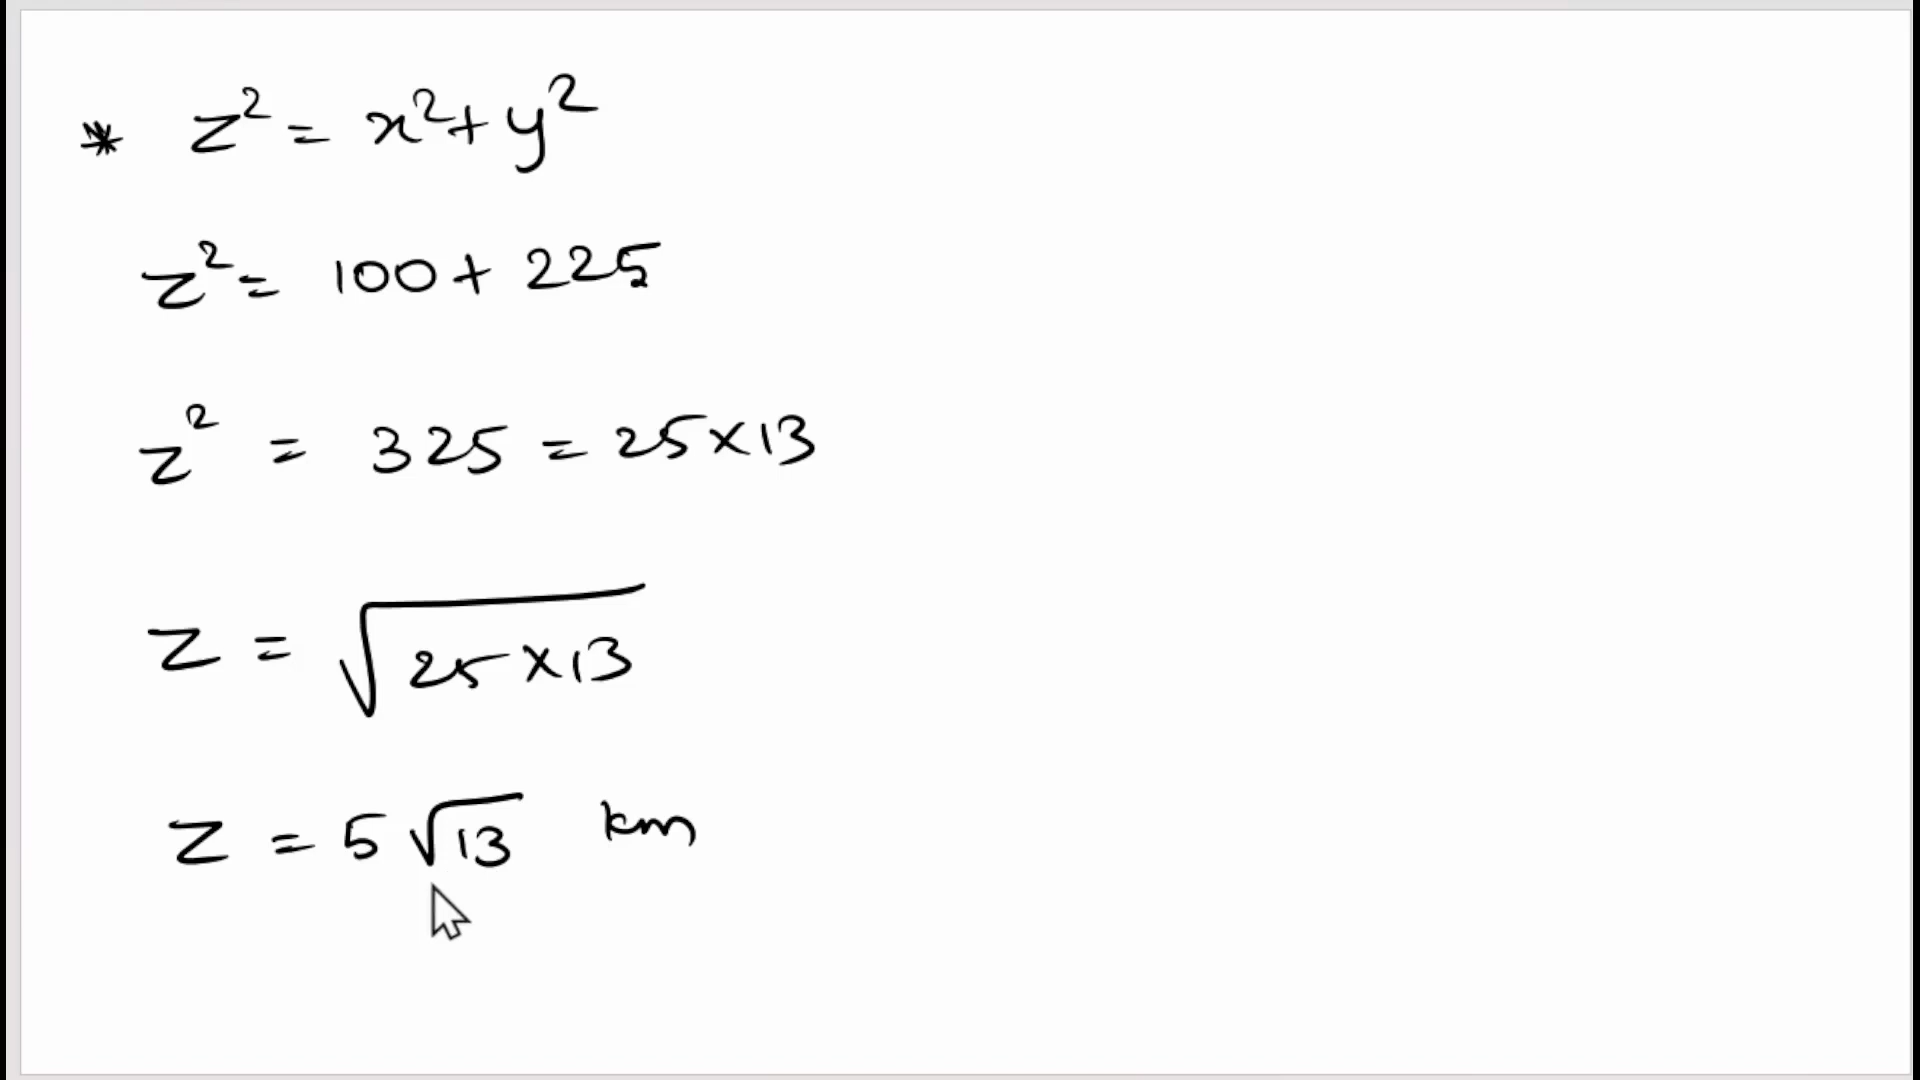 * z² = x² + y²
z² = 100 + 225
z² = 325 = 25 × 13
z = √(25 × 13)
z = 5 √13 km